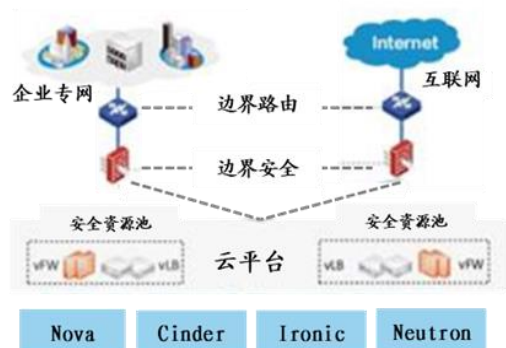 Internet
企业专网
互联网
边界路由
边界安全
安全资源池
安全资源池
vFW
vLB
云平台
vLB
vFW
Nova
Cinder
Ironic
Neutron